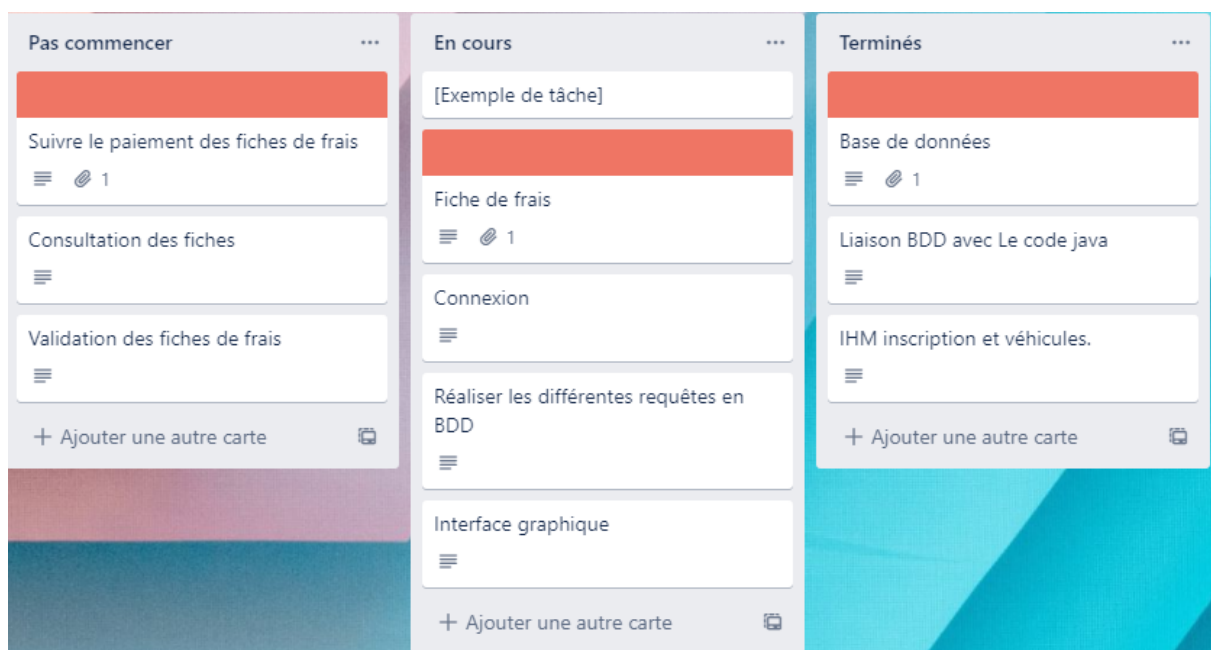 Pas commencer
Suivre le paiement des fiches de frais
1
Consultation des fiches
Validation des fiches de frais
+ Ajouter une autre carte
En cours
[Exemple de tâche]
Fiche de frais
1
Connexion
Réaliser les différentes requêtes en
BDD
Interface graphique
+ Ajouter une autre carte
Terminés
Base de données
1
Liaison BDD avec Le code java
IHM inscription et véhicules.
+ Ajouter une autre carte